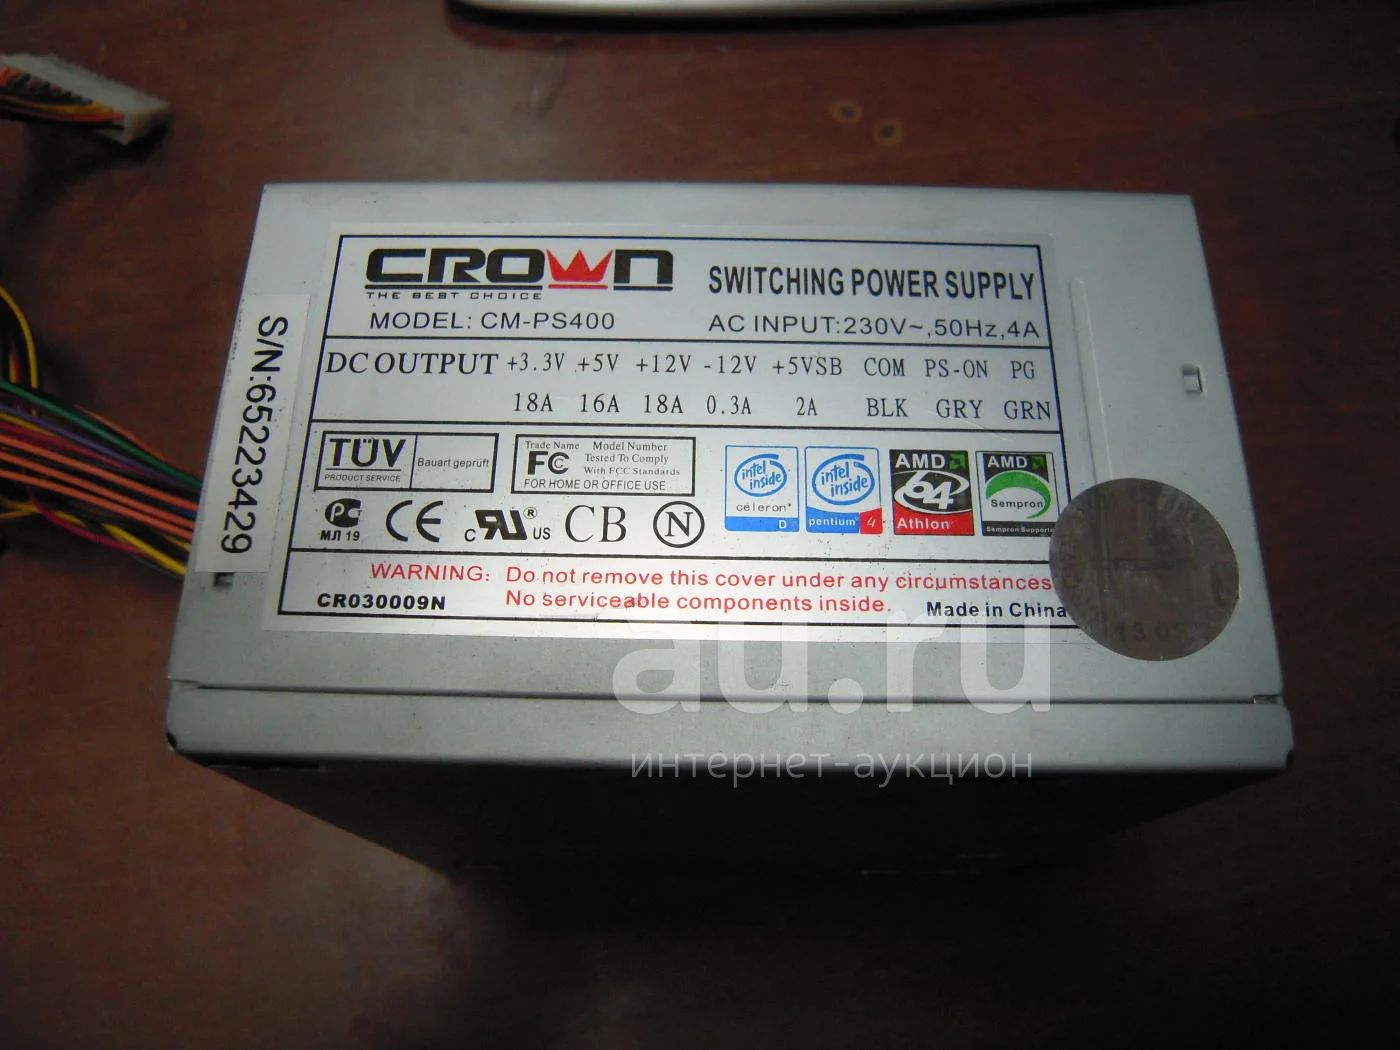 CROWN
THE BEST CHOICE
SWITCHING POWER SUPPLY
MODEL: CM-PS400
AC INPUT:230V~,50Hz,4A
DC OUTPUT +3.3V +5V +12V -12V +5VSB COM PS-ON PG
18A 16A 18A 0.3A 2A BLK GRY GRN
TÜV
PRODUCT SERVICE
Bauart geprüft
Trade Name Model Number
FC Tested To Comply
With FCC Standards
FOR HOME OR OFFICE USE
intel inside
celeron
D
intel inside
pentium 4
AMD
64
Athlon
AMD
Sempron
МЛ 19
CE
c RU US
CB
N
WARNING: Do not remove this cover under any circumstances
No serviceable components inside.
CR030009N
Made in China
S/N:65223429
au.ru
интернет-аукцион